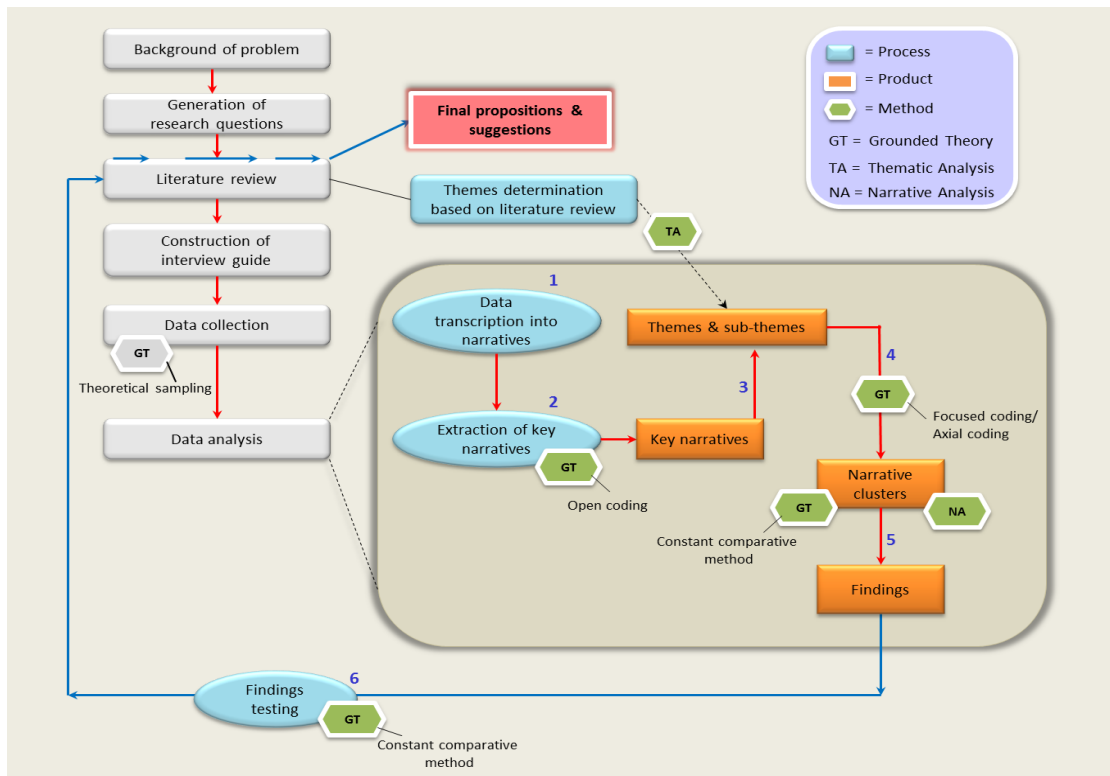 Background of problem
Generation of
research questions
Literature review
Construction of
interview guide
Data collection
GT
Theoretical sampling
Data analysis
Final propositions &
suggestions
Themes determination
based on literature review
TA
= Process
= Product
= Method
GT = Grounded Theory
TA = Thematic Analysis
NA = Narrative Analysis
1
Data
transcription into
narratives
2
Extraction of key
narratives
GT
Open coding
Key narratives
3
Themes & sub-themes
4
GT
Focused coding/
Axial coding
Narrative
clusters
GT
NA
Constant comparative
method
5
Findings
6
Findings
testing
GT
Constant comparative
method